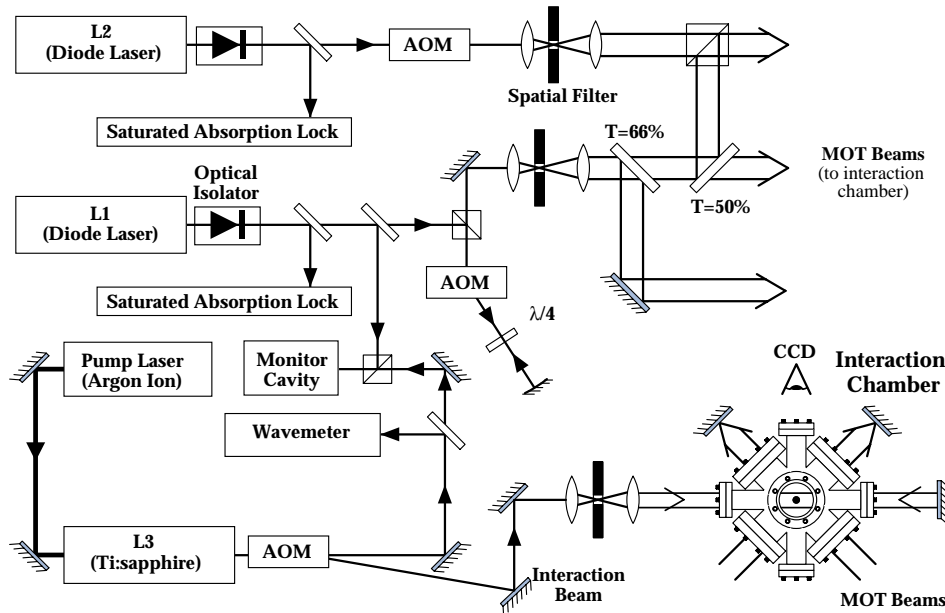 L2
(Diode Laser)
AOM
Spatial Filter
Saturated Absorption Lock
T=66%
MOT Beams
(to interaction
chamber)
Optical
Isolator
T=50%
L1
(Diode Laser)
AOM
Saturated Absorption Lock
λ/4
Pump Laser
(Argon Ion)
Monitor
Cavity
CCD
Interaction
Chamber
Wavemeter
L3
(Ti:sapphire)
AOM
Interaction
Beam
MOT Beams